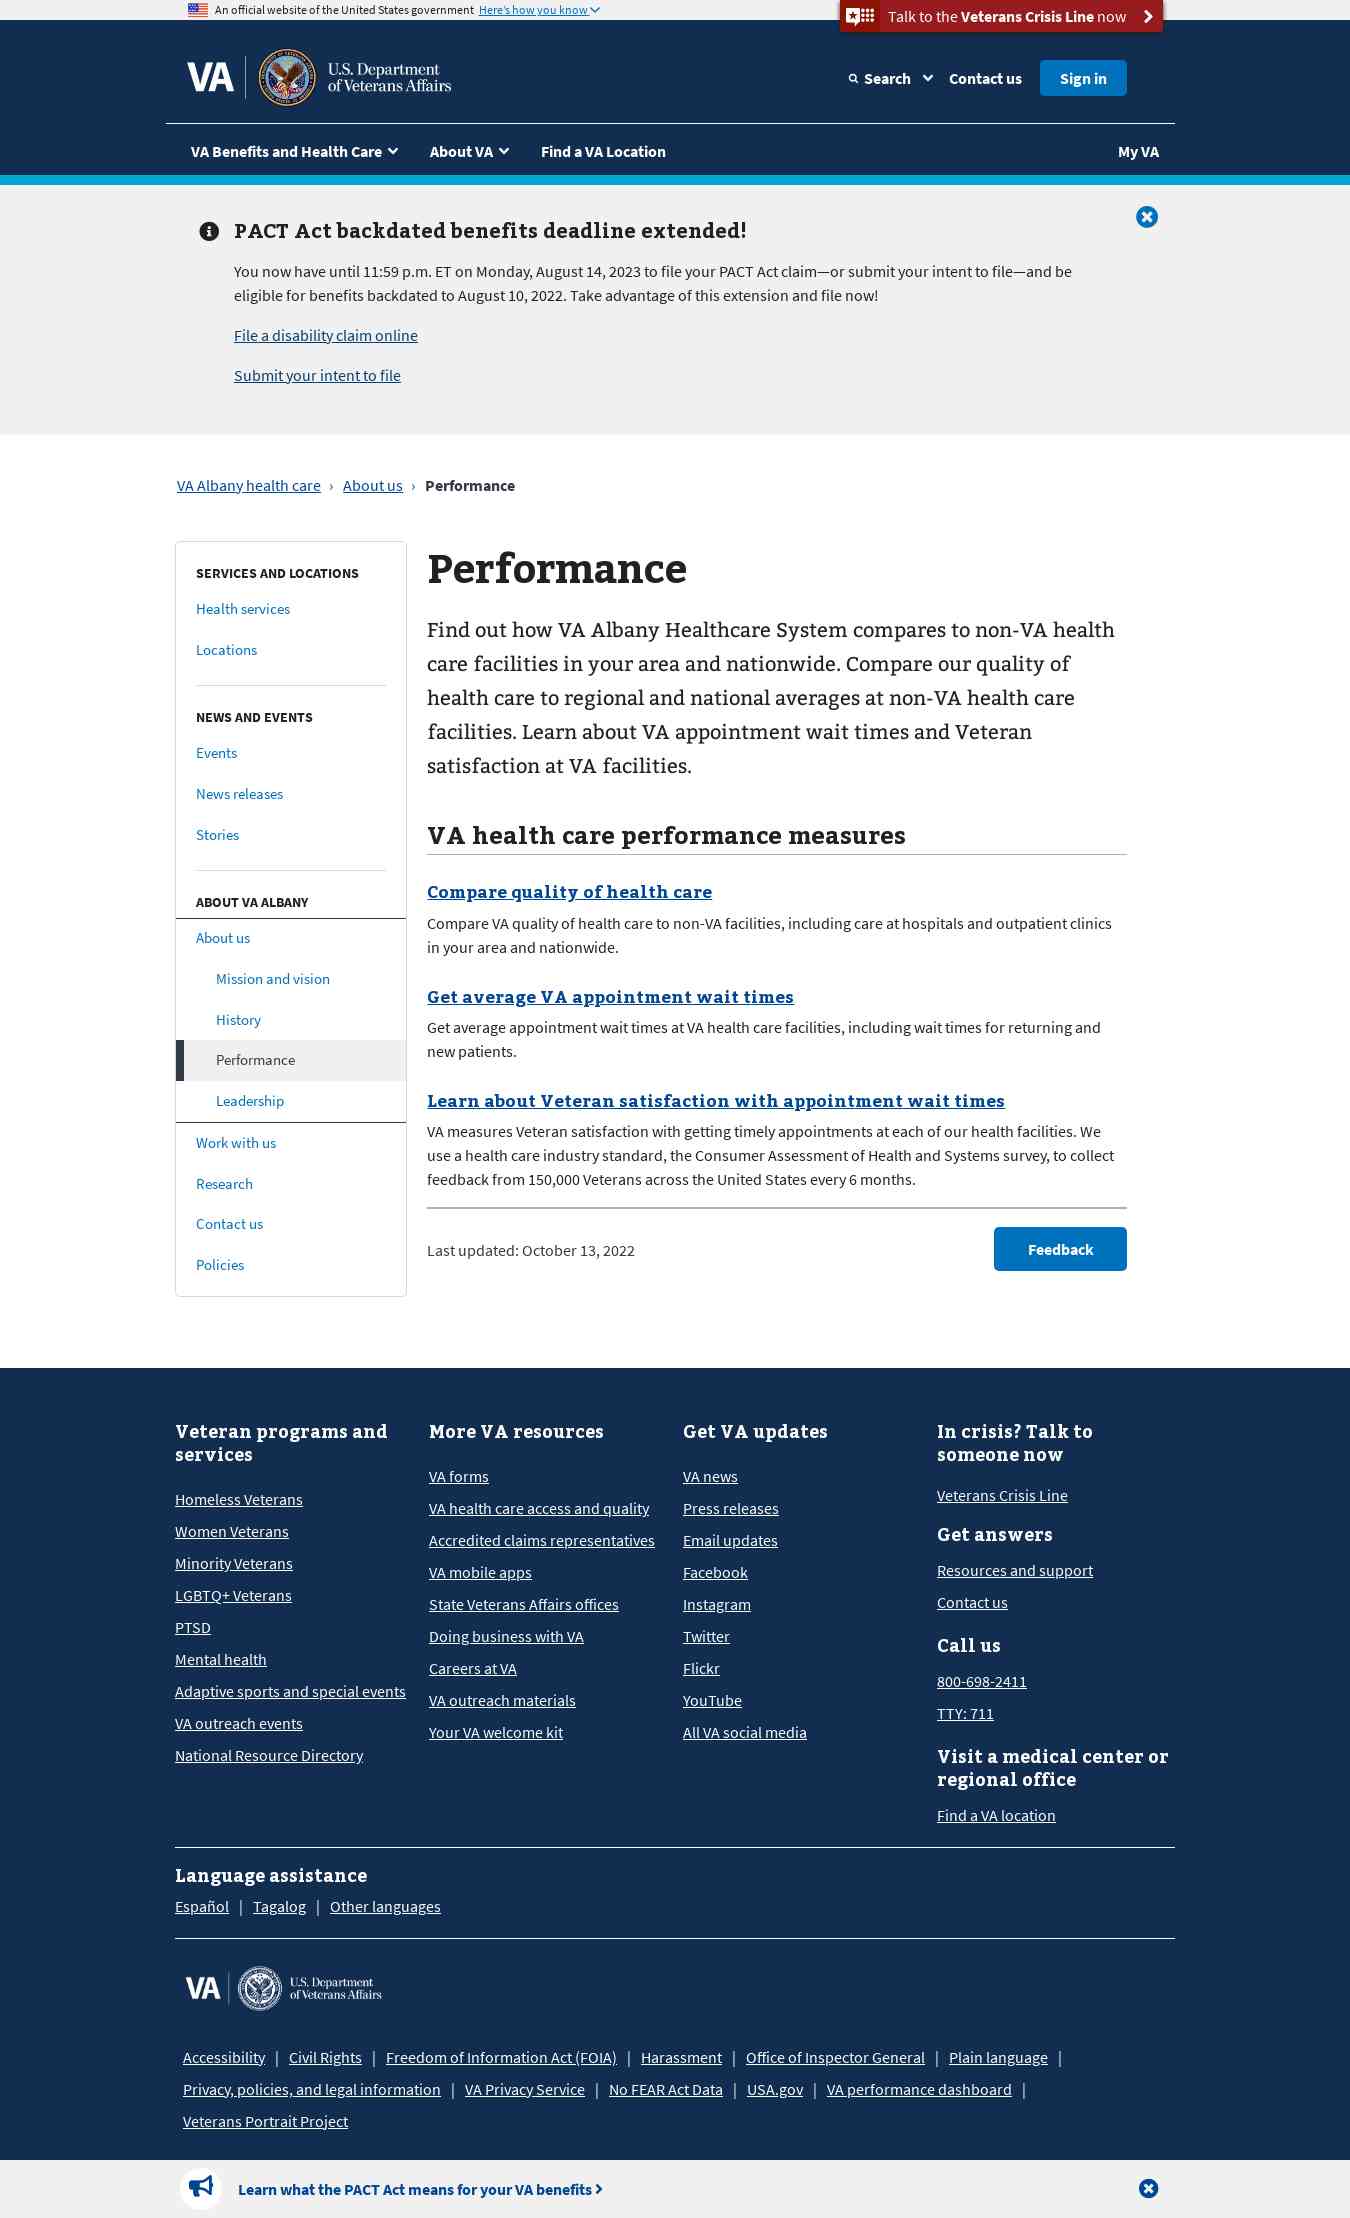 An official website of the United States government Here's how you know
Talk to the Veterans Crisis Line now
VA
U.S. Department
of Veterans Affairs
Search
Contact us
Sign in
VA Benefits and Health Care
About VA
Find a VA Location
My VA
PACT Act backdated benefits deadline extended!
You now have until 11:59 p.m. ET on Monday, August 14, 2023 to file your PACT Act claim—or submit your intent to file—and be
eligible for benefits backdated to August 10, 2022. Take advantage of this extension and file now!
File a disability claim online
Submit your intent to file
VA Albany health care › About us › Performance
SERVICES AND LOCATIONS
Health services
Locations
NEWS AND EVENTS
Events
News releases
Stories
ABOUT VA ALBANY
About us
Mission and vision
History
Performance
Leadership
Work with us
Research
Contact us
Policies
Performance
Find out how VA Albany Healthcare System compares to non-VA health
care facilities in your area and nationwide. Compare our quality of
health care to regional and national averages at non-VA health care
facilities. Learn about VA appointment wait times and Veteran
satisfaction at VA facilities.
VA health care performance measures
Compare quality of health care
Compare VA quality of health care to non-VA facilities, including care at hospitals and outpatient clinics
in your area and nationwide.
Get average VA appointment wait times
Get average appointment wait times at VA health care facilities, including wait times for returning and
new patients.
Learn about Veteran satisfaction with appointment wait times
VA measures Veteran satisfaction with getting timely appointments at each of our health facilities. We
use a health care industry standard, the Consumer Assessment of Health and Systems survey, to collect
feedback from 150,000 Veterans across the United States every 6 months.
Last updated: October 13, 2022
Feedback
Veteran programs and
services
Homeless Veterans
Women Veterans
Minority Veterans
LGBTQ+ Veterans
PTSD
Mental health
Adaptive sports and special events
VA outreach events
National Resource Directory
More VA resources
VA forms
VA health care access and quality
Accredited claims representatives
VA mobile apps
State Veterans Affairs offices
Doing business with VA
Careers at VA
VA outreach materials
Your VA welcome kit
Get VA updates
VA news
Press releases
Email updates
Facebook
Instagram
Twitter
Flickr
YouTube
All VA social media
In crisis? Talk to
someone now
Veterans Crisis Line
Get answers
Resources and support
Contact us
Call us
800-698-2411
TTY: 711
Visit a medical center or
regional office
Find a VA location
Language assistance
Español | Tagalog | Other languages
VA
U.S. Department
of Veterans Affairs
Accessibility | Civil Rights | Freedom of Information Act (FOIA) | Harassment | Office of Inspector General | Plain language |
Privacy, policies, and legal information | VA Privacy Service | No FEAR Act Data | USA.gov | VA performance dashboard |
Veterans Portrait Project
Learn what the PACT Act means for your VA benefits